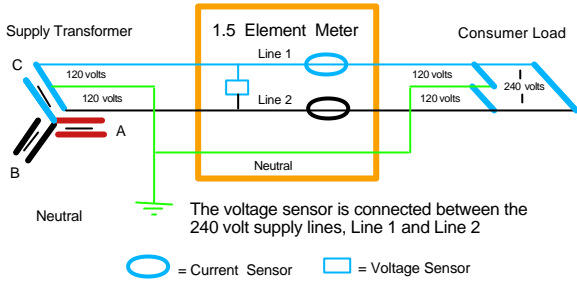 Supply Transformer
1.5 Element Meter
Consumer Load
Line 1
C
120 volts
120 volts
120 volts
240 volts
120 volts
Line 2
A
B
Neutral
Neutral
The voltage sensor is connected between the
240 volt supply lines, Line 1 and Line 2
= Current Sensor
= Voltage Sensor